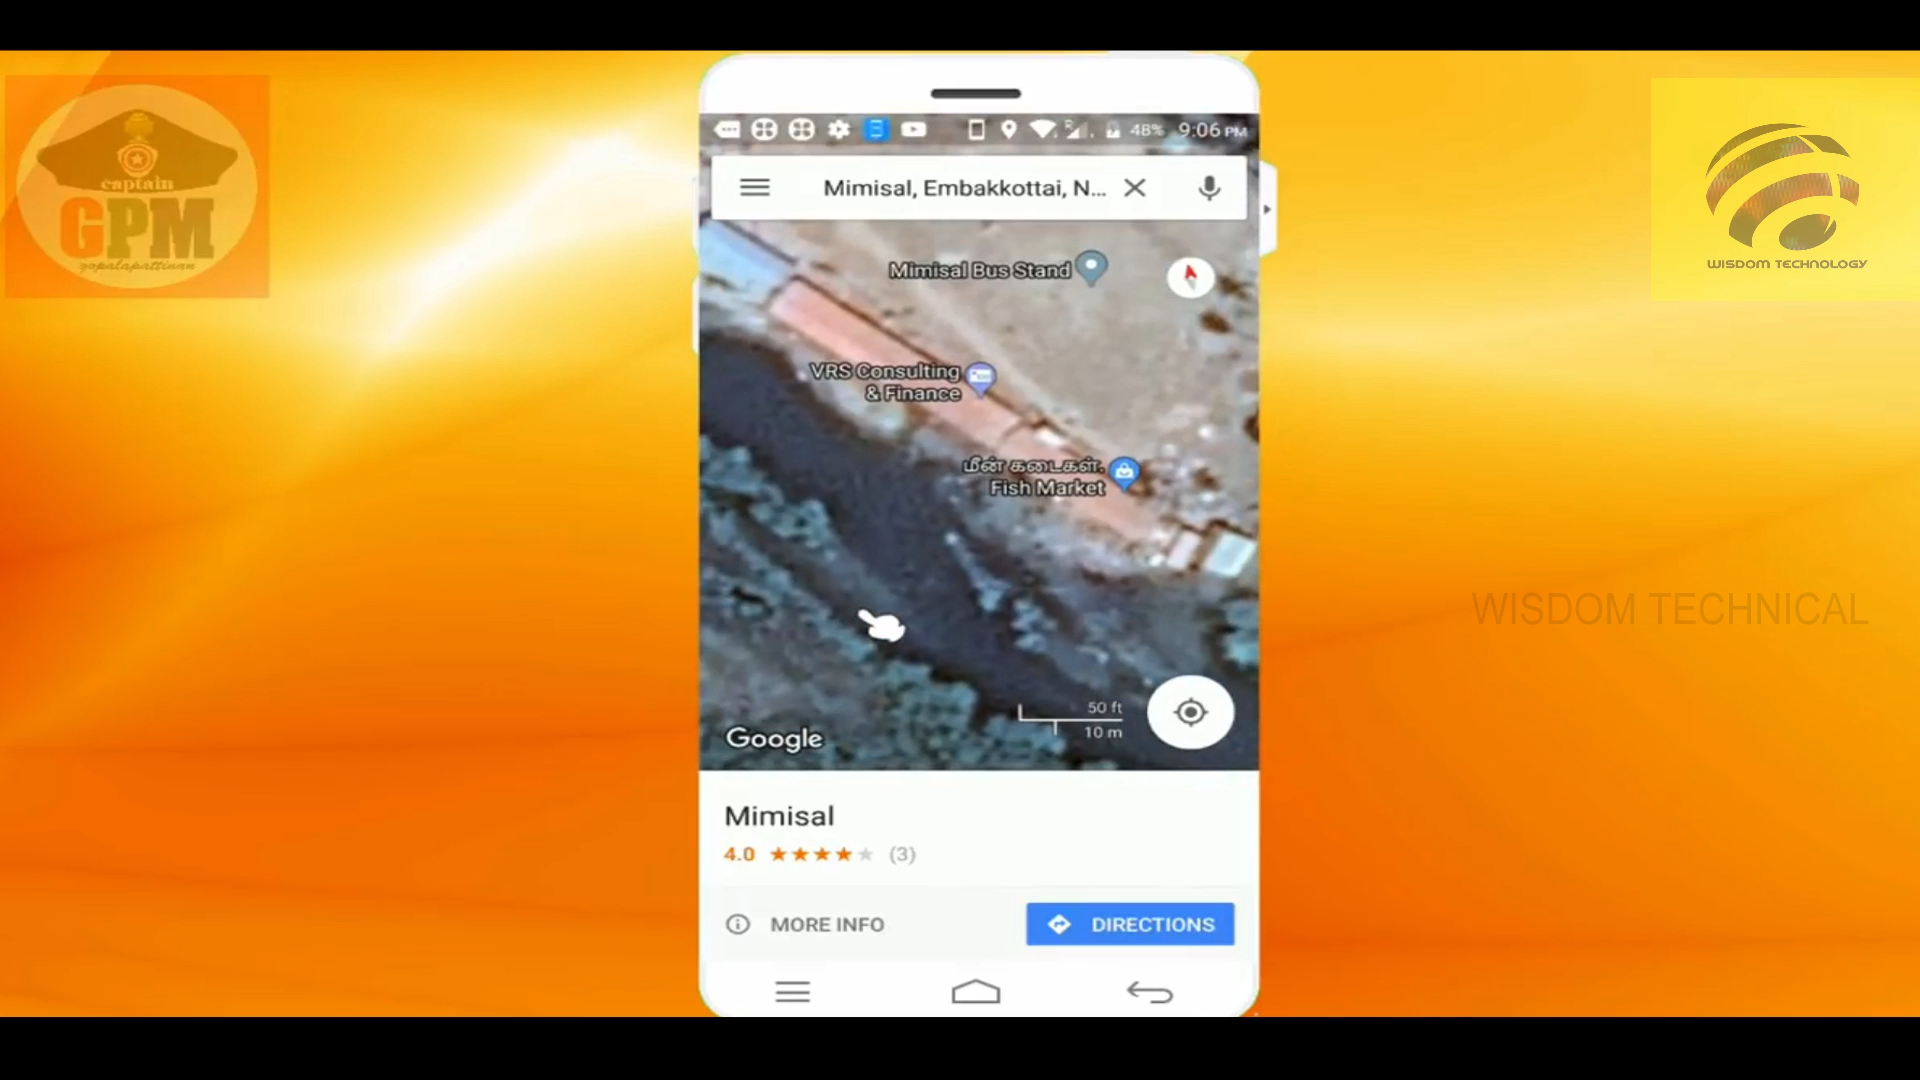 captain
GPM
gopalapattinam
48% 9:06 PM
Mimisal, Embakkottai, N...
WISDOM TECHNOLOGY
Mimisal Bus Stand
VRS Consulting
& Finance
மீன் கடைகள்.
Fish Market
WISDOM TECHNICAL
50 ft
10 m
Google
Mimisal
4.0 ★★★★★ (3)
MORE INFO
DIRECTIONS